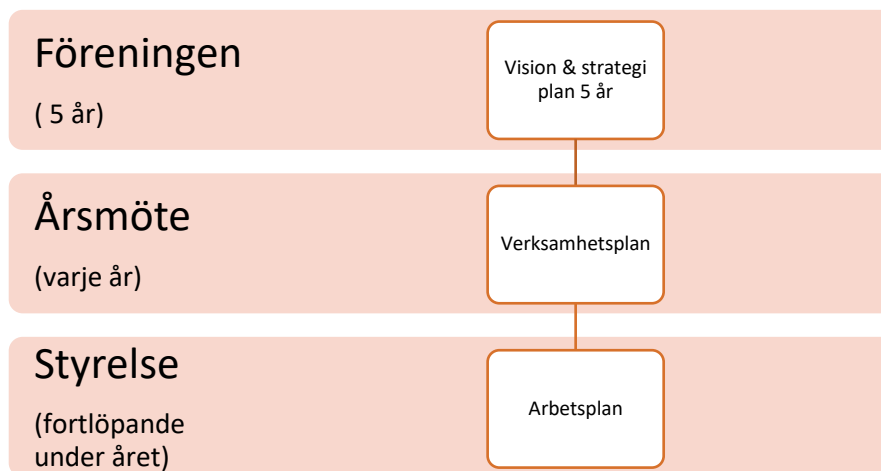 Föreningen
( 5 år)
Vision & strategi
plan 5 år
Årsmöte
(varje år)
Verksamhetsplan
Styrelse
(fortlöpande
under året)
Arbetsplan